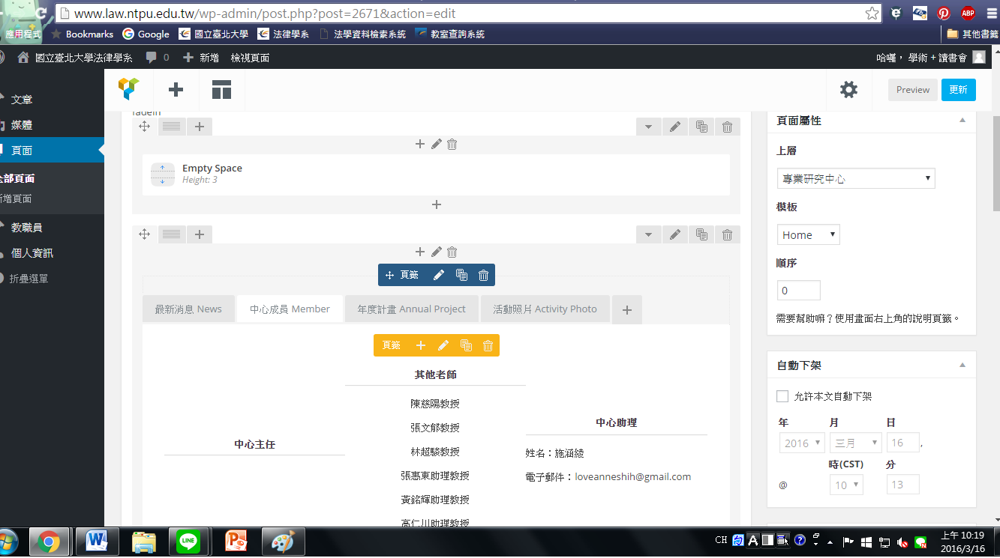 www.law.ntpu.edu.tw/wp-admin/post.php?post=2671&action=edit
ABP
應用程式 Bookmarks Google 國立臺北大學 法律學系 法學資料檢索系統 教室查詢系統 其他書籤
國立臺北大學法律學系 0 新增 檢視頁面 哈囉， 學術 + 讀書會
Preview 更新
文章
媒體
頁面
全部頁面
新增頁面
教職員
個人資訊
折疊選單
fadeIn
Empty Space
Height: 3
頁籤
最新消息 News 中心成員 Member 年度計畫 Annual Project 活動照片 Activity Photo
頁籤
中心主任
其他老師
陳慈陽教授
張文郁教授
林超駿教授
張惠東助理教授
黃銘輝助理教授
高仁川助理教授
中心助理
姓名：施涵綾
電子郵件：loveanneshih@gmail.com
頁面屬性
上層
專業研究中心
模板
Home
順序
0
需要幫助嘛？使用畫面右上角的說明頁籤。
自動下架
允許本文自動下架
年 月 日
2016 三月 16 ,
時(CST) 分
@ 10 13
LINE
CH
上午 10:19
2016/3/16